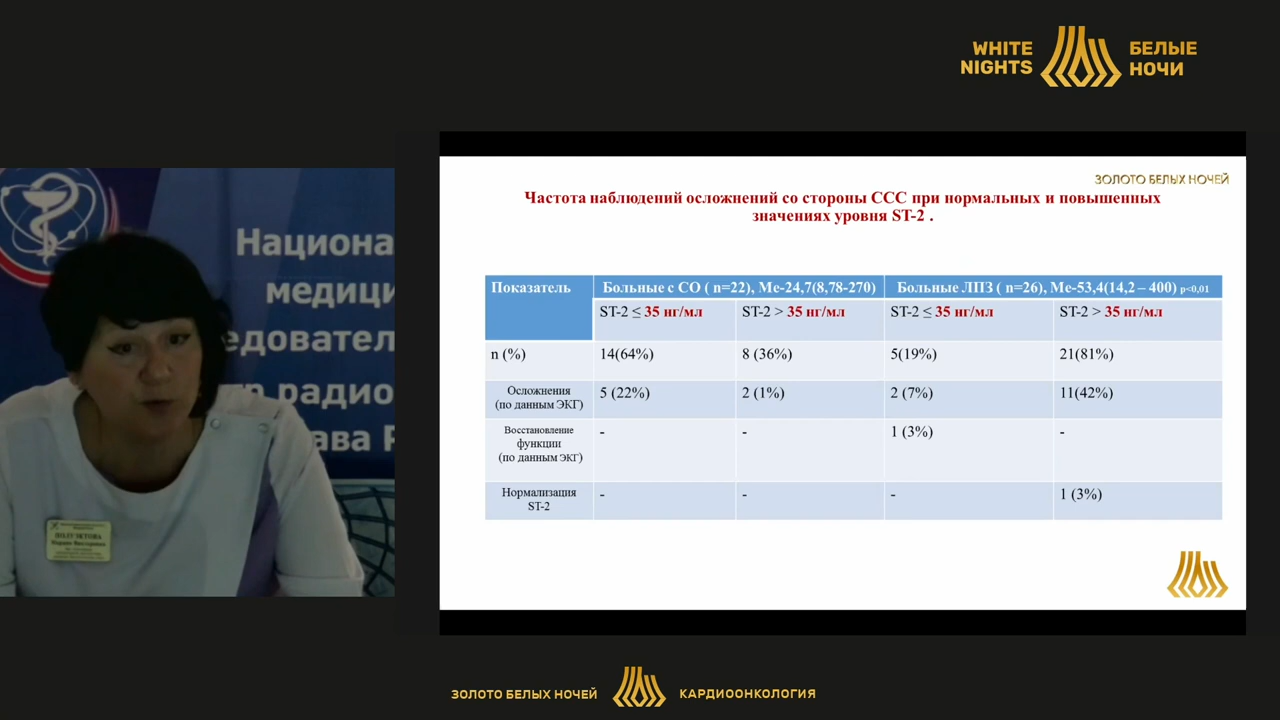 WHITE
NIGHTS
БЕЛЫЕ
НОЧИ
ЗОЛОТО БЕЛЫХ НОЧЕЙ
Частота наблюдений осложнений со стороны ССС при нормальных и повышенных
значениях уровня ST-2 .
Показатель
Больные с СО ( n=22), Me-24,7(8,78-270)
Больные ЛПЗ ( n=26), Me-53,4(14,2 – 400) p<0,01
ST-2 ≤ 35 нг/мл
ST-2 > 35 нг/мл
ST-2 ≤ 35 нг/мл
ST-2 > 35 нг/мл
n (%)
14(64%)
8 (36%)
5(19%)
21(81%)
Осложнения
(по данным ЭКГ)
5 (22%)
2 (1%)
2 (7%)
11(42%)
Восстановление
функции
(по данным ЭКГ)
-
-
1 (3%)
-
Нормализация
ST-2
-
-
-
1 (3%)
Национа
медици
едовател
р радио
ава Р
ПОЛУЭКТОВА
ЗОЛОТО БЕЛЫХ НОЧЕЙ
КАРДИООНКОЛОГИЯ